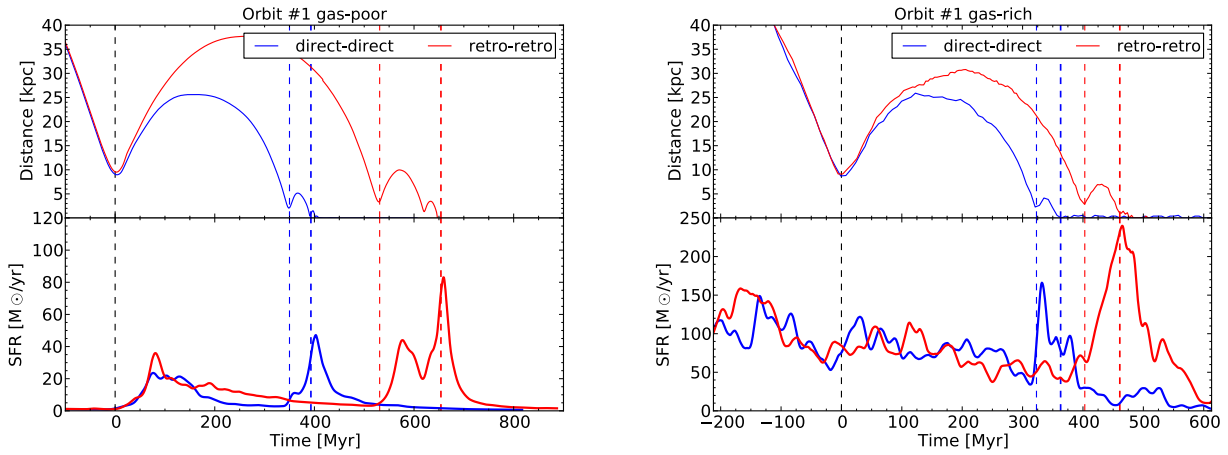 Orbit #1 gas-poor
40
35
30
25
20
15
10
5
Distance [kpc]
direct-direct
retro-retro
120
100
80
60
40
20
0
SFR [M☉/yr]
0 200 400 600 800
Time [Myr]
Orbit #1 gas-rich
40
35
30
25
20
15
10
5
Distance [kpc]
direct-direct
retro-retro
250
200
150
100
50
0
SFR [M☉/yr]
−200 −100 0 100 200 300 400 500 600
Time [Myr]